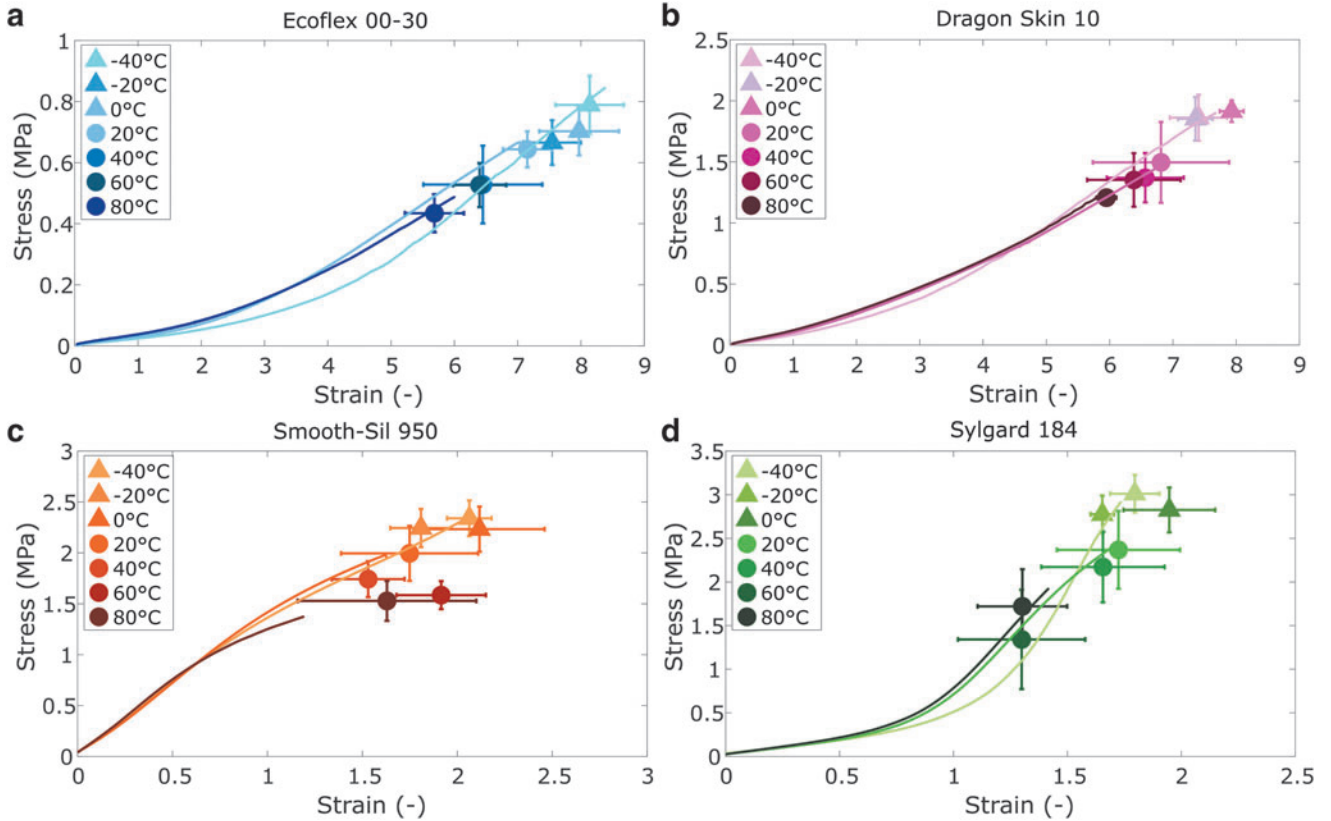 a
Ecoflex 00-30
1
0.8
0.6
0.4
0.2
0
Stress (MPa)
-40°C
-20°C
0°C
20°C
40°C
60°C
80°C
0 1 2 3 4 5 6 7 8 9
Strain (-)
b
Dragon Skin 10
2.5
2
1.5
1
0.5
0
Stress (MPa)
-40°C
-20°C
0°C
20°C
40°C
60°C
80°C
0 1 2 3 4 5 6 7 8 9
Strain (-)
c
Smooth-Sil 950
3
2.5
2
1.5
1
0.5
0
Stress (MPa)
-40°C
-20°C
0°C
20°C
40°C
60°C
80°C
0 0.5 1 1.5 2 2.5 3
Strain (-)
d
Sylgard 184
3.5
3
2.5
2
1.5
1
0.5
0
Stress (MPa)
-40°C
-20°C
0°C
20°C
40°C
60°C
80°C
0 0.5 1 1.5 2 2.5
Strain (-)